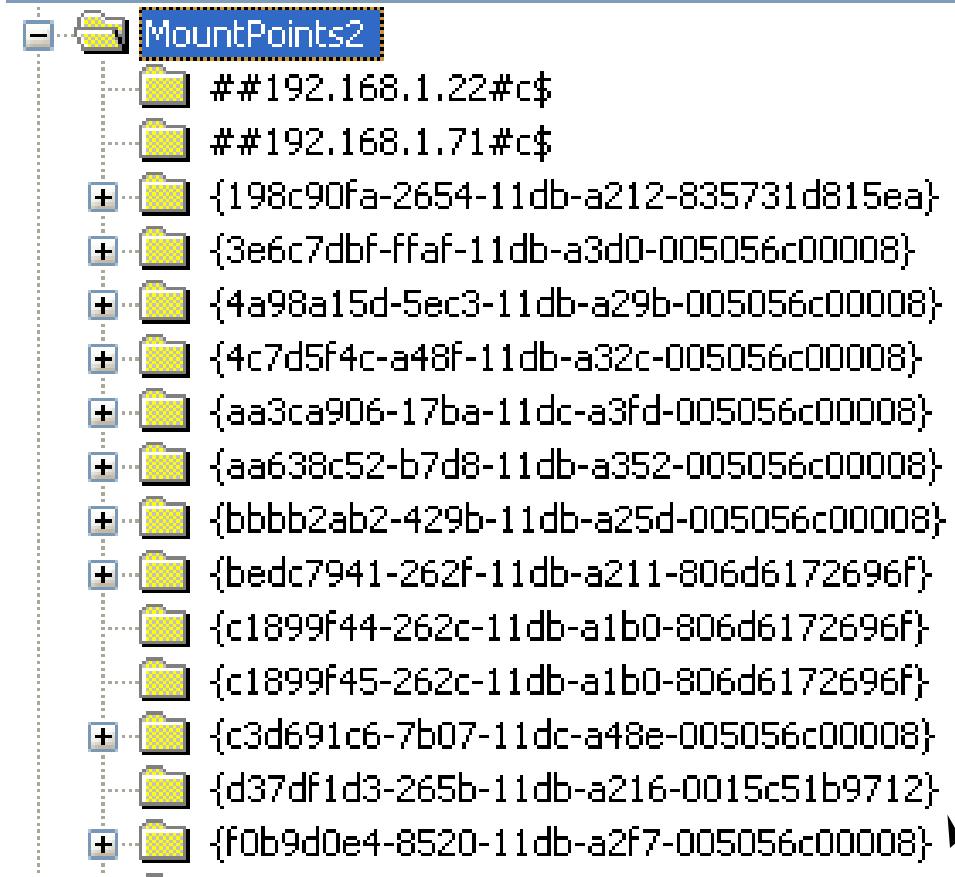 MountPoints2
##192.168.1.22#c$
##192.168.1.71#c$
{198c90fa-2654-11db-a212-835731d815ea}
{3e6c7dbf-ffaf-11db-a3d0-005056c00008}
{4a98a15d-5ec3-11db-a29b-005056c00008}
{4c7d5f4c-a48f-11db-a32c-005056c00008}
{aa3ca906-17ba-11dc-a3fd-005056c00008}
{aa638c52-b7d8-11db-a352-005056c00008}
{bbbb2ab2-429b-11db-a25d-005056c00008}
{bedc7941-262f-11db-a211-806d6172696f}
{c1899f44-262c-11db-a1b0-806d6172696f}
{c1899f45-262c-11db-a1b0-806d6172696f}
{c3d691c6-7b07-11dc-a48e-005056c00008}
{d37df1d3-265b-11db-a216-0015c51b9712}
{f0b9d0e4-8520-11db-a2f7-005056c00008}